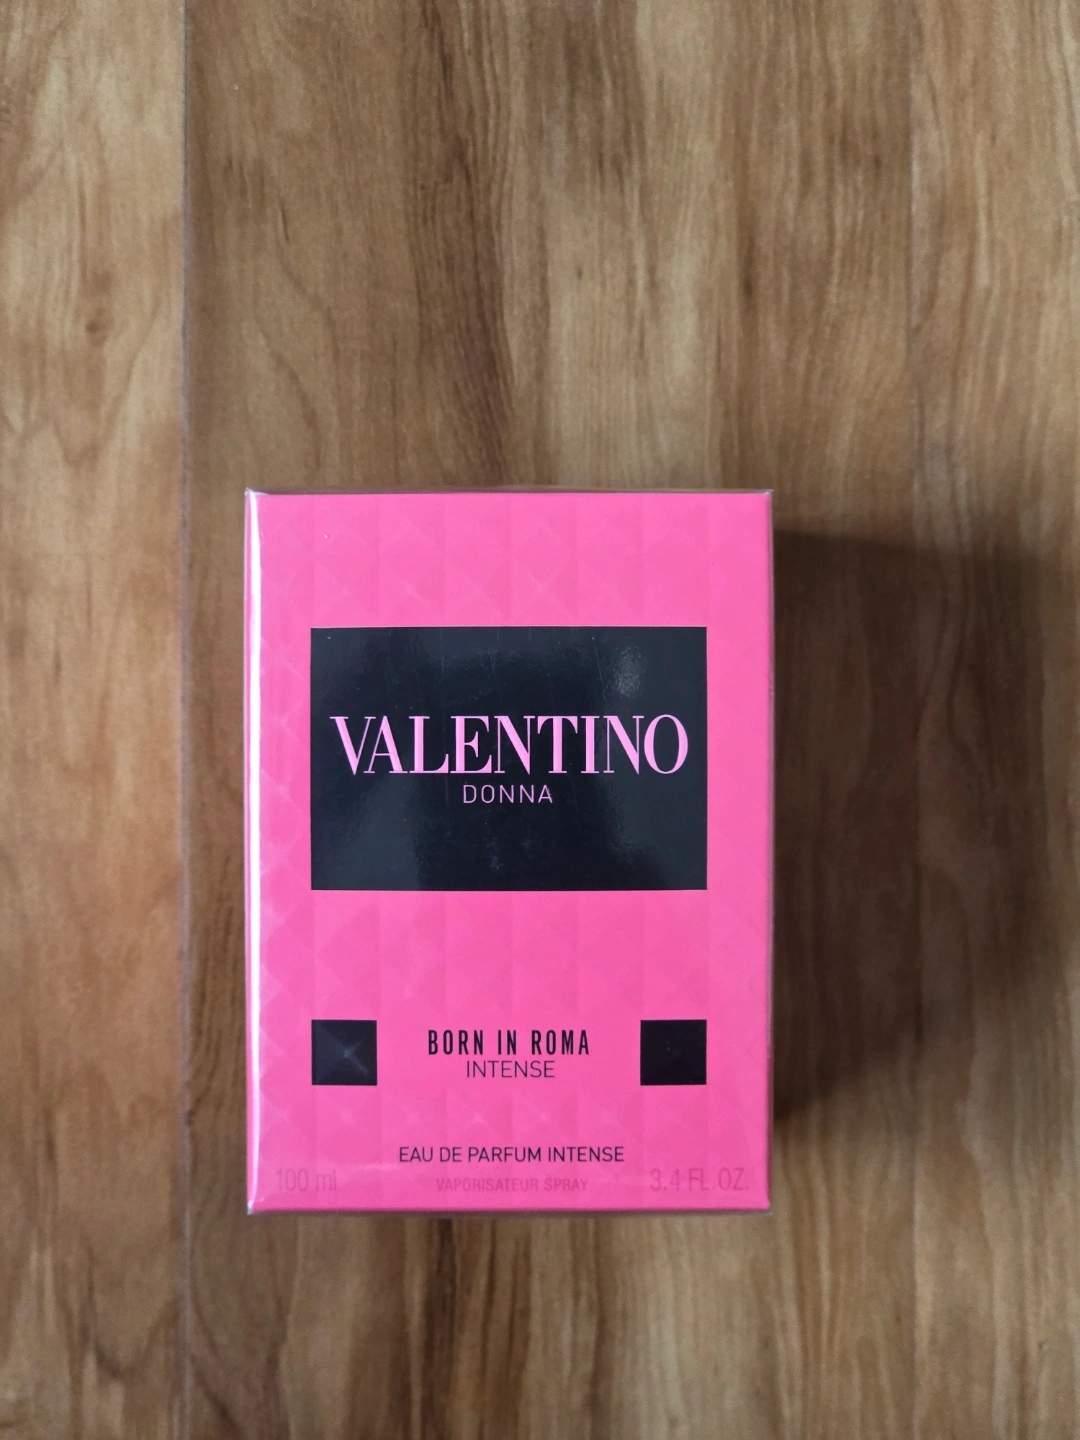 VALENTINO
DONNA
BORN IN ROMA
INTENSE
EAU DE PARFUM INTENSE
100 ml VAPORISATEUR SPRAY 3.4 FL.OZ.